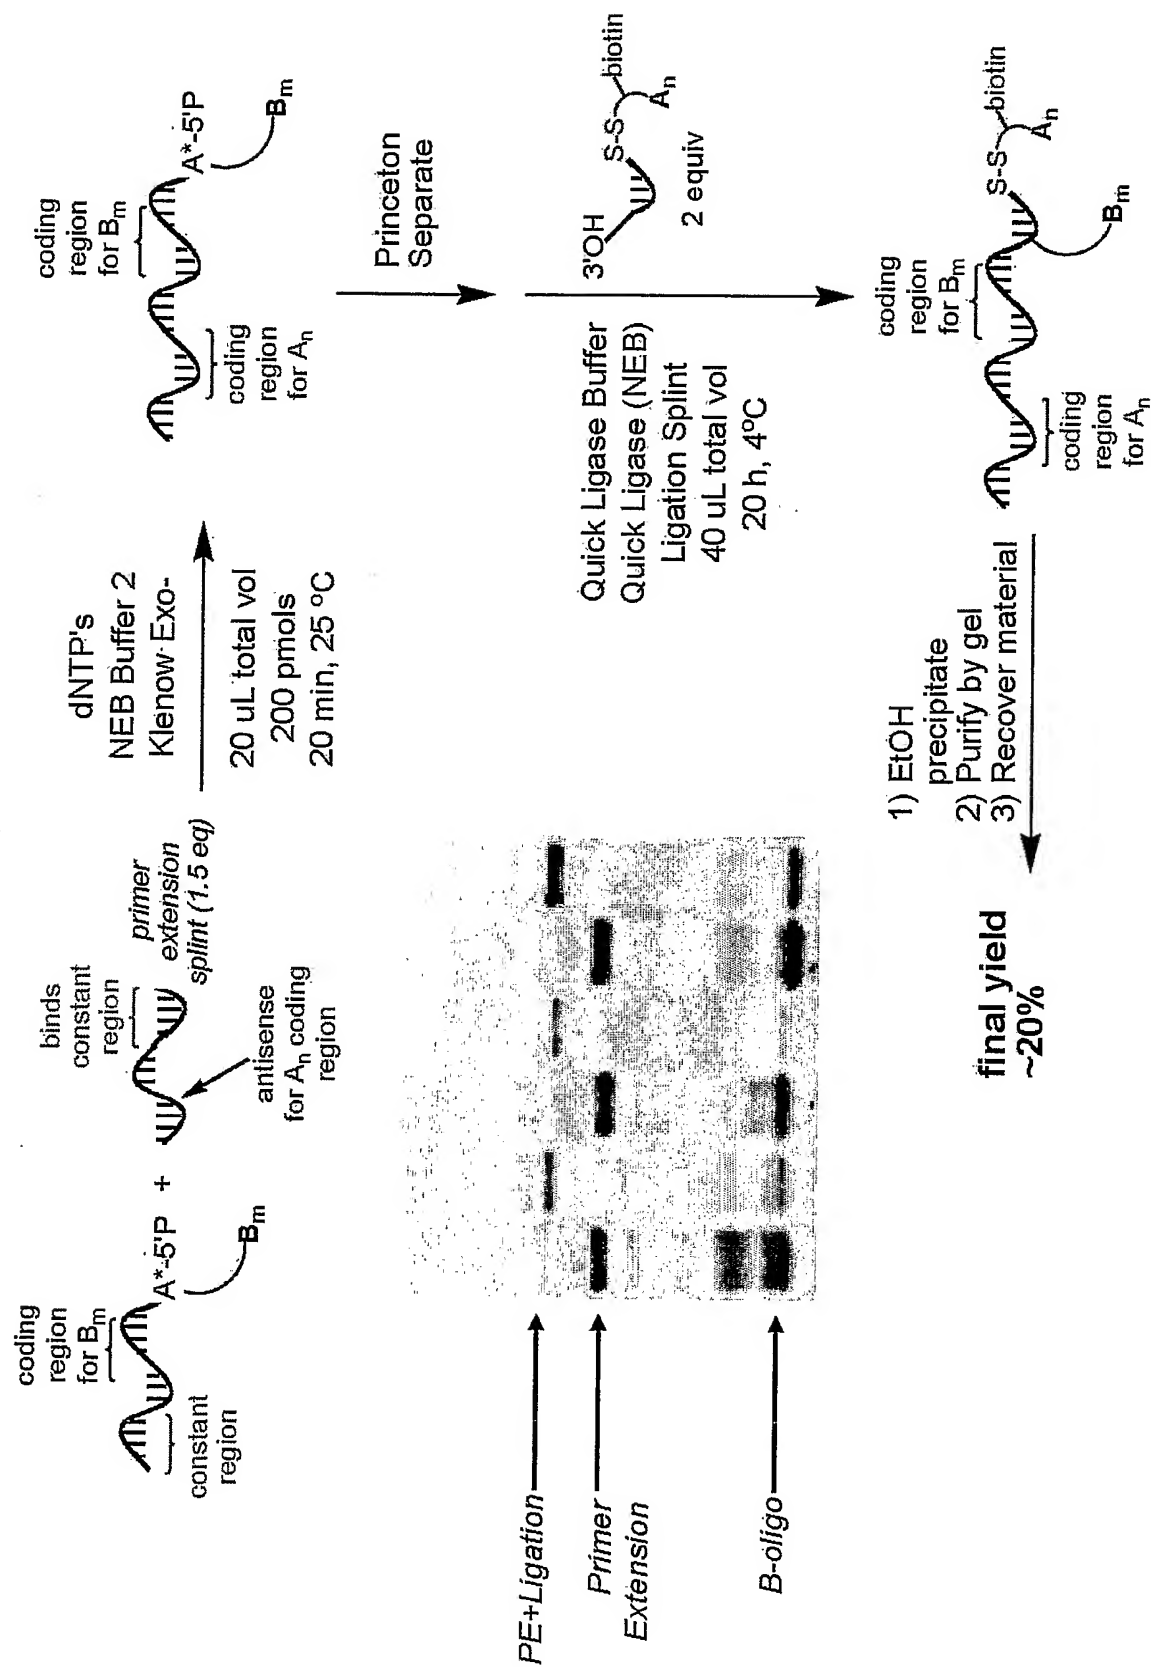 coding
region
for Bm
A*-5'P
+
Bm
constant
region
binds
constant
region
primer
extension
splint (1.5 eq)
antisense
for An coding
region
dNTP's
NEB Buffer 2
Klenow Exo-
20 uL total vol
200 pmols
20 min, 25 ºC
coding
region
for Bm
A*-5'P
Bm
coding
region
for An
Princeton
Separate
3'OH
S-S
biotin
An
2 equiv
Quick Ligase Buffer
Quick Ligase (NEB)
Ligation Splint
40 uL total vol
20 h, 4ºC
coding
region
for Bm
S-S
biotin
An
Bm
coding
region
for An
1) EtOH
precipitate
2) Purify by gel
3) Recover material
final yield
~20%
PE+Ligation
Primer
Extension
B-oligo